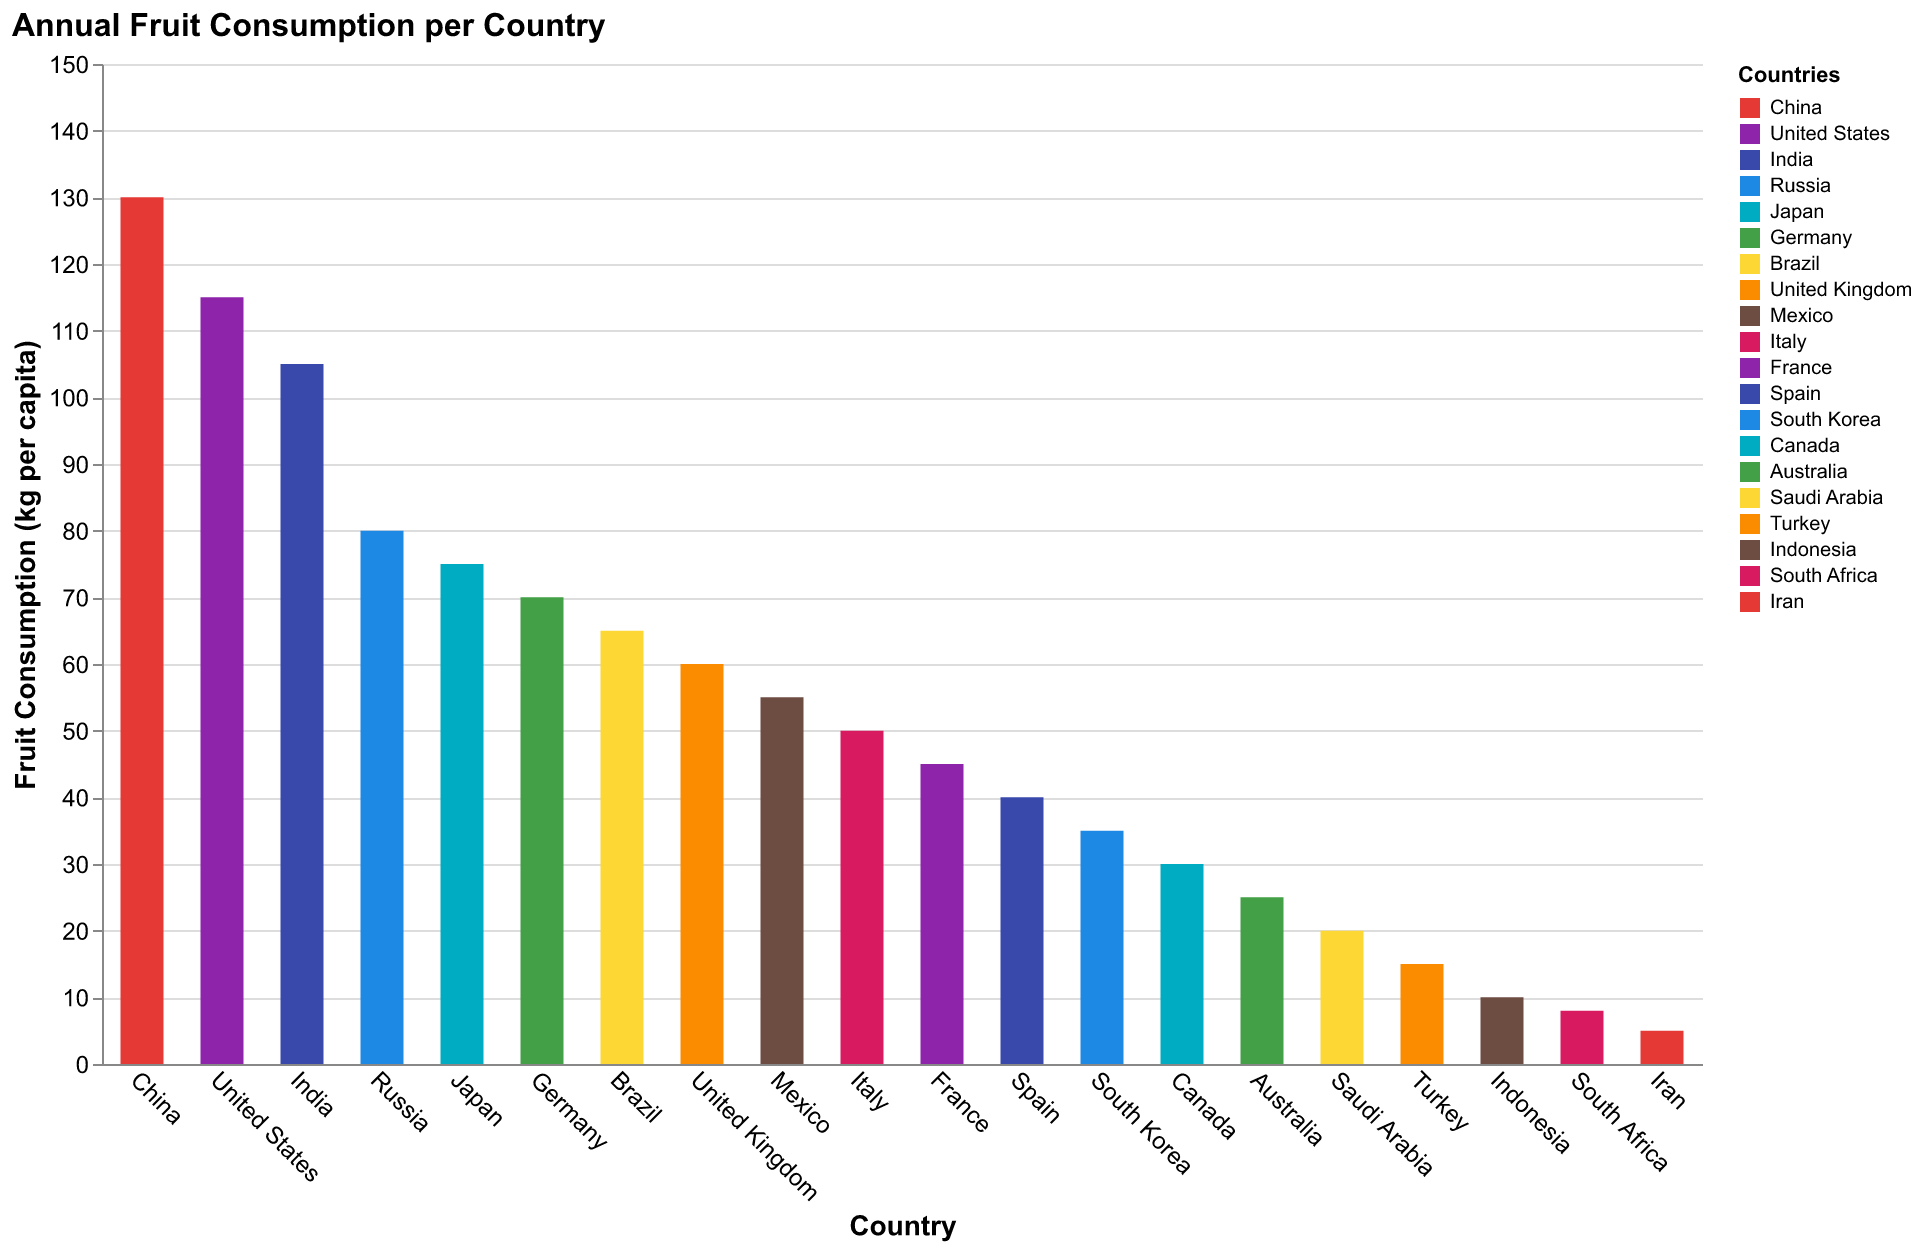 Annual Fruit Consumption per Country
150
140
130
120
110
100
90
80
70
60
50
40
30
20
10
0
Fruit Consumption (kg per capita)
China
United States
India
Russia
Japan
Germany
Brazil
United Kingdom
Mexico
Italy
France
Spain
South Korea
Canada
Australia
Saudi Arabia
Turkey
Indonesia
South Africa
Iran
Country
Countries
China
United States
India
Russia
Japan
Germany
Brazil
United Kingdom
Mexico
Italy
France
Spain
South Korea
Canada
Australia
Saudi Arabia
Turkey
Indonesia
South Africa
Iran